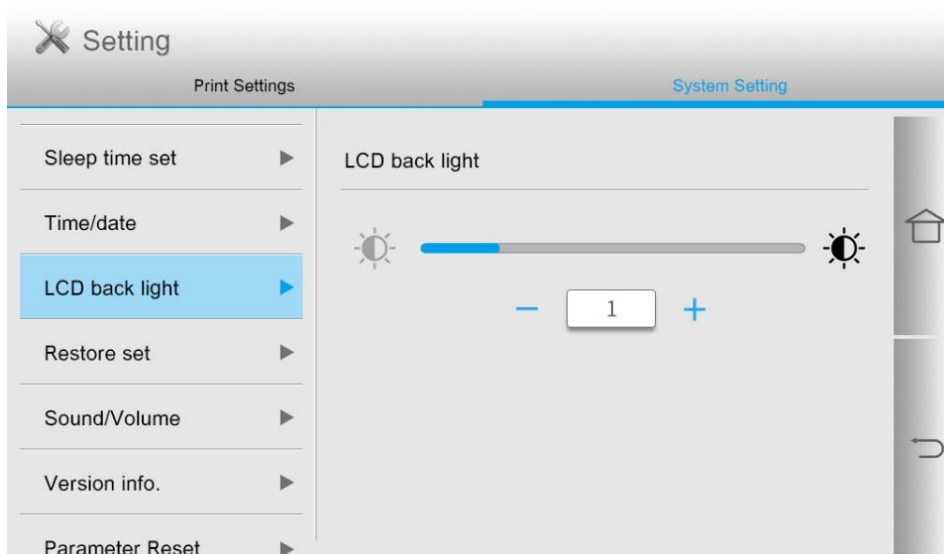 Setting
Print Settings
System Setting
Sleep time set
Time/date
LCD back light
Restore set
Sound/Volume
Version info.
Parameter Reset
LCD back light
1